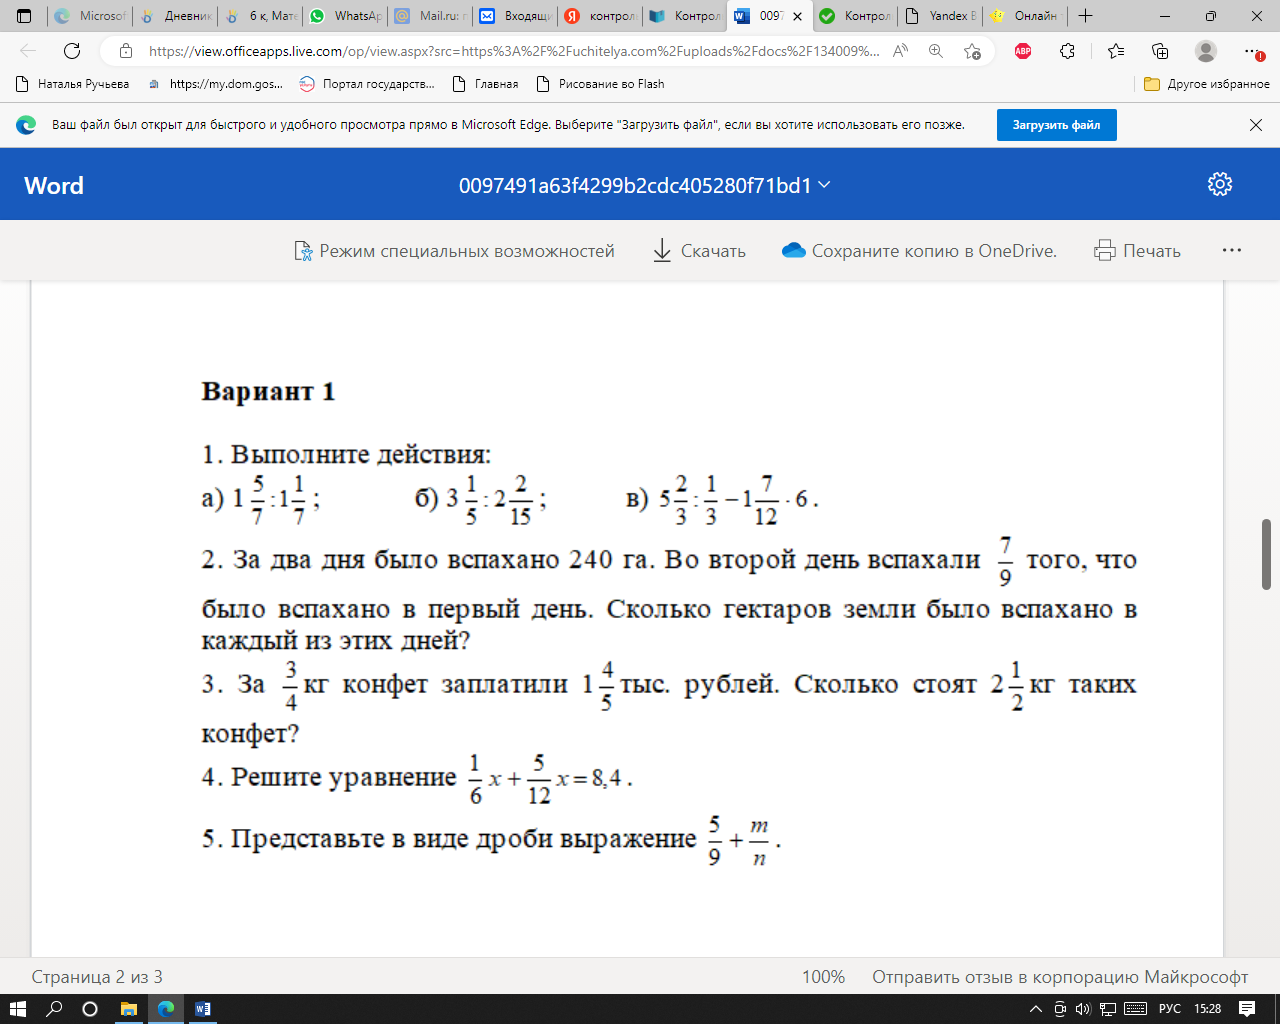 Microsof
Дневник
6 к, Мате
WhatsAp
Mail.ru: п
Входящи
контрол
Контрол
0097
Контрол
Yandex B
Онлайн т
https://view.officeapps.live.com/op/view.aspx?src=https%3A%2F%2Fuchitelya.com%2Fuploads%2Fdocs%2F134009%...
Наталья Ручьева
https://my.dom.gos...
Портал государств...
Главная
Рисование во Flash
Другое избранное
Ваш файл был открыт для быстрого и удобного просмотра прямо в Microsoft Edge. Выберите "Загрузить файл", если вы хотите использовать его позже.
Загрузить файл
Word
0097491a63f4299b2cdc405280f71bd1
Режим специальных возможностей
Скачать
Сохраните копию в OneDrive.
Печать
Вариант 1
1. Выполните действия:
а) 1 5/7 : 1 1/7 ; б) 3 1/5 : 2 2/15 ; в) 5 2/3 : 1/3 − 1 7/12 · 6 .
2. За два дня было вспахано 240 га. Во второй день вспахали 7/9 того, что
было вспахано в первый день. Сколько гектаров земли было вспахано в
каждый из этих дней?
3. За 3/4 кг конфет заплатили 1 4/5 тыс. рублей. Сколько стоят 2 1/2 кг таких
конфет?
4. Решите уравнение 1/6 x + 5/12 x = 8,4 .
5. Представьте в виде дроби выражение 5/9 + m/n .
Страница 2 из 3
100%
Отправить отзыв в корпорацию Майкрософт
РУС
15:28